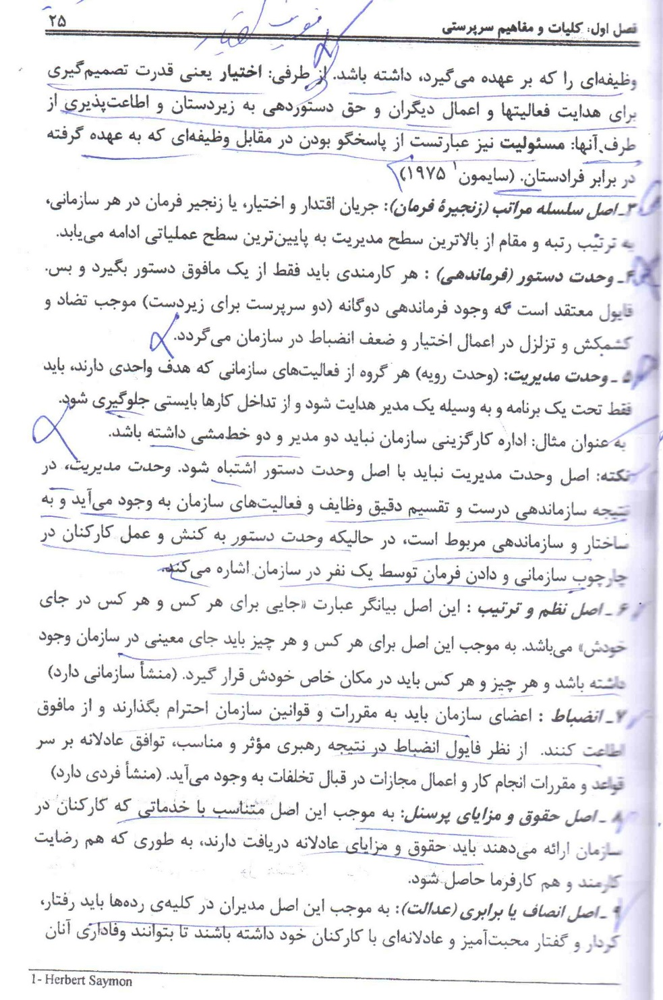 فصل اول: کلیات و مفاهیم سرپرستی ۲۵
وظیفه‌ای را که بر عهده می‌گیرد، داشته باشد. از طرفی: اختیار یعنی قدرت تصمیم‌گیری
برای هدایت فعالیتها و اعمال دیگران و حق دستوردهی به زیردستان و اطاعت‌پذیری از
طرف آنها: مسئولیت نیز عبارتست از پاسخگو بودن در مقابل وظیفه‌ای که به عهده گرفته
در برابر فرادستان. (سایمون۱ ۱۹۷۵)
۳ـ اصل سلسله مراتب (زنجیرهٔ فرمان): جریان اقتدار و اختیار، یا زنجیر فرمان در هر سازمانی،
به ترتیب رتبه و مقام از بالاترین سطح مدیریت به پایین‌ترین سطح عملیاتی ادامه می‌یابد.
۴ـ وحدت دستور (فرماندهی) : هر کارمندی باید فقط از یک مافوق دستور بگیرد و بس.
فایول معتقد است که وجود فرماندهی دوگانه (دو سرپرست برای زیردست) موجب تضاد و
کشمکش و تزلزل در اعمال اختیار و ضعف انضباط در سازمان می‌گردد.
۵ ـ وحدت مدیریت: (وحدت رویه) هر گروه از فعالیت‌های سازمانی که هدف واحدی دارند، باید
فقط تحت یک برنامه و به وسیله یک مدیر هدایت شود و از تداخل کارها بایستی جلوگیری شود.
به عنوان مثال: اداره کارگزینی سازمان نباید دو مدیر و دو خط‌مشی داشته باشد.
نکته: اصل وحدت مدیریت نباید با اصل وحدت دستور اشتباه شود. وحدت مدیریت، در
نتیجه سازماندهی درست و تقسیم دقیق وظایف و فعالیت‌های سازمان به وجود می‌آید و به
ساختار و سازماندهی مربوط است، در حالیکه وحدت دستور به کنش و عمل کارکنان در
چارچوب سازمانی و دادن فرمان توسط یک نفر در سازمان اشاره می‌کند.
۶ ـ اصل نظم و ترتیب : این اصل بیانگر عبارت «جایی برای هر کس و هر کس در جای
خودش» می‌باشد. به موجب این اصل برای هر کس و هر چیز باید جای معینی در سازمان وجود
داشته باشد و هر چیز و هر کس باید در مکان خاص خودش قرار گیرد. (منشأ سازمانی دارد)
۷ـ انضباط : اعضای سازمان باید به مقررات و قوانین سازمان احترام بگذارند و از مافوق
اطاعت کنند. از نظر فایول انضباط در نتیجه رهبری مؤثر و مناسب، توافق عادلانه بر سر
قواعد و مقررات انجام کار و اعمال مجازات در قبال تخلفات به وجود می‌آید. (منشأ فردی دارد)
۸ ـ اصل حقوق و مزایای پرسنل: به موجب این اصل متناسب با خدماتی که کارکنان در
سازمان ارائه می‌دهند باید حقوق و مزایای عادلانه دریافت دارند، به طوری که هم رضایت
کارمند و هم کارفرما حاصل شود.
۹ ـ اصل انصاف یا برابری (عدالت): به موجب این اصل مدیران در کلیه‌ی رده‌ها باید رفتار،
کردار و گفتار محبت‌آمیز و عادلانه‌ای با کارکنان خود داشته باشند تا بتوانند وفاداری آنان
1- Herbert Saymon